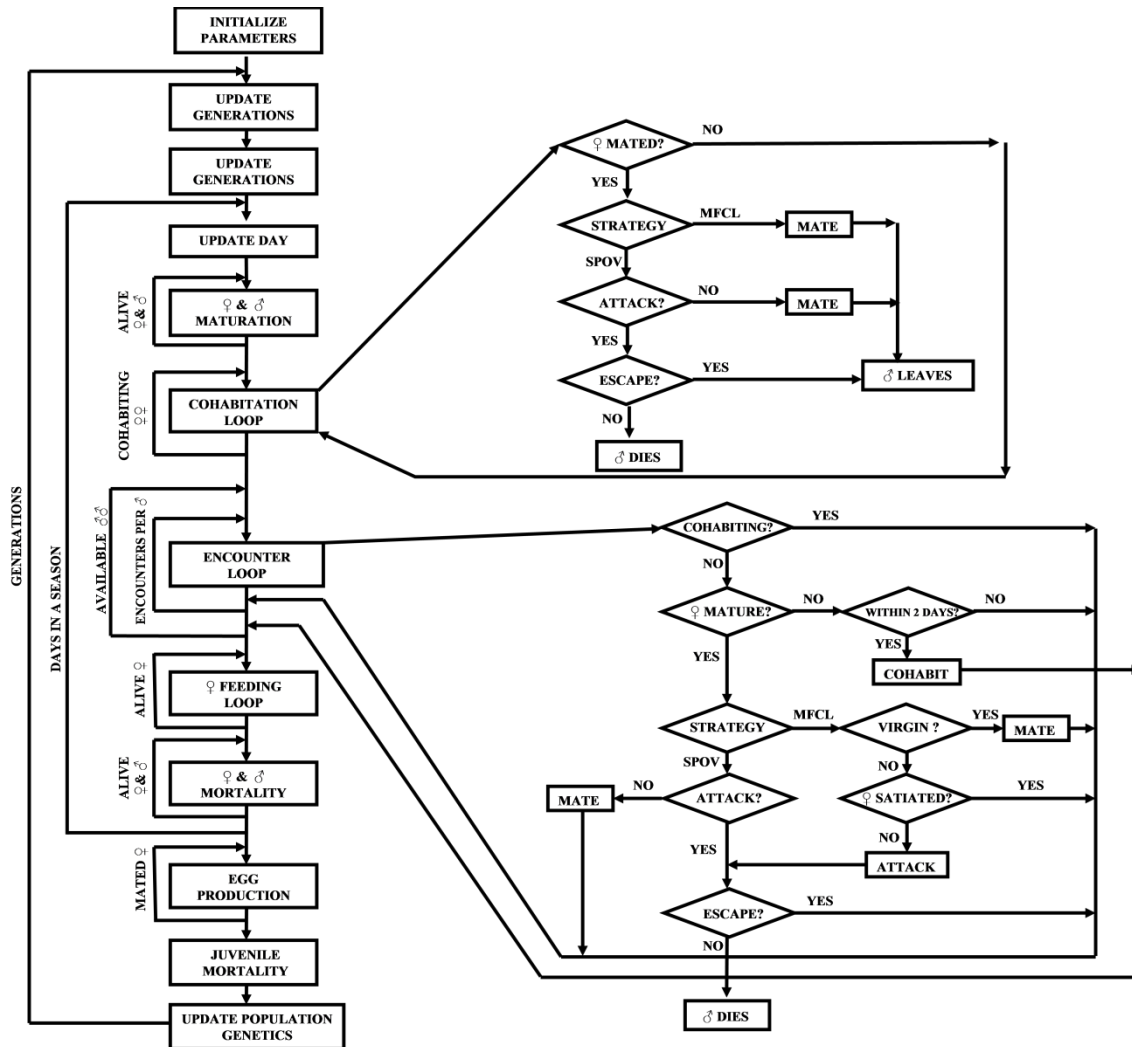 INITIALIZE
PARAMETERS
UPDATE
GENERATIONS
UPDATE
GENERATIONS
UPDATE DAY
♀ & ♂
MATURATION
COHABITATION
LOOP
ENCOUNTER
LOOP
♀ FEEDING
LOOP
♀ & ♂
MORTALITY
EGG
PRODUCTION
JUVENILE
MORTALITY
UPDATE POPULATION
GENETICS
GENERATIONS
DAYS IN A SEASON
ALIVE
♀& ♂
COHABITING
♀♀
AVAILABLE ♂♂
ENCOUNTERS PER ♂
ALIVE ♀
ALIVE
♀& ♂
MATED ♀
♀ MATED?
NO
YES
STRATEGY
MFCL
MATE
SPOV
ATTACK?
NO
MATE
YES
ESCAPE?
YES
♂ LEAVES
NO
♂ DIES
COHABITING?
YES
NO
♀ MATURE?
NO
WITHIN 2 DAYS?
NO
YES
YES
COHABIT
STRATEGY
MFCL
VIRGIN ?
YES
MATE
SPOV
NO
MATE
NO
ATTACK?
♀ SATIATED?
YES
YES
NO
ATTACK
ESCAPE?
YES
NO
♂ DIES